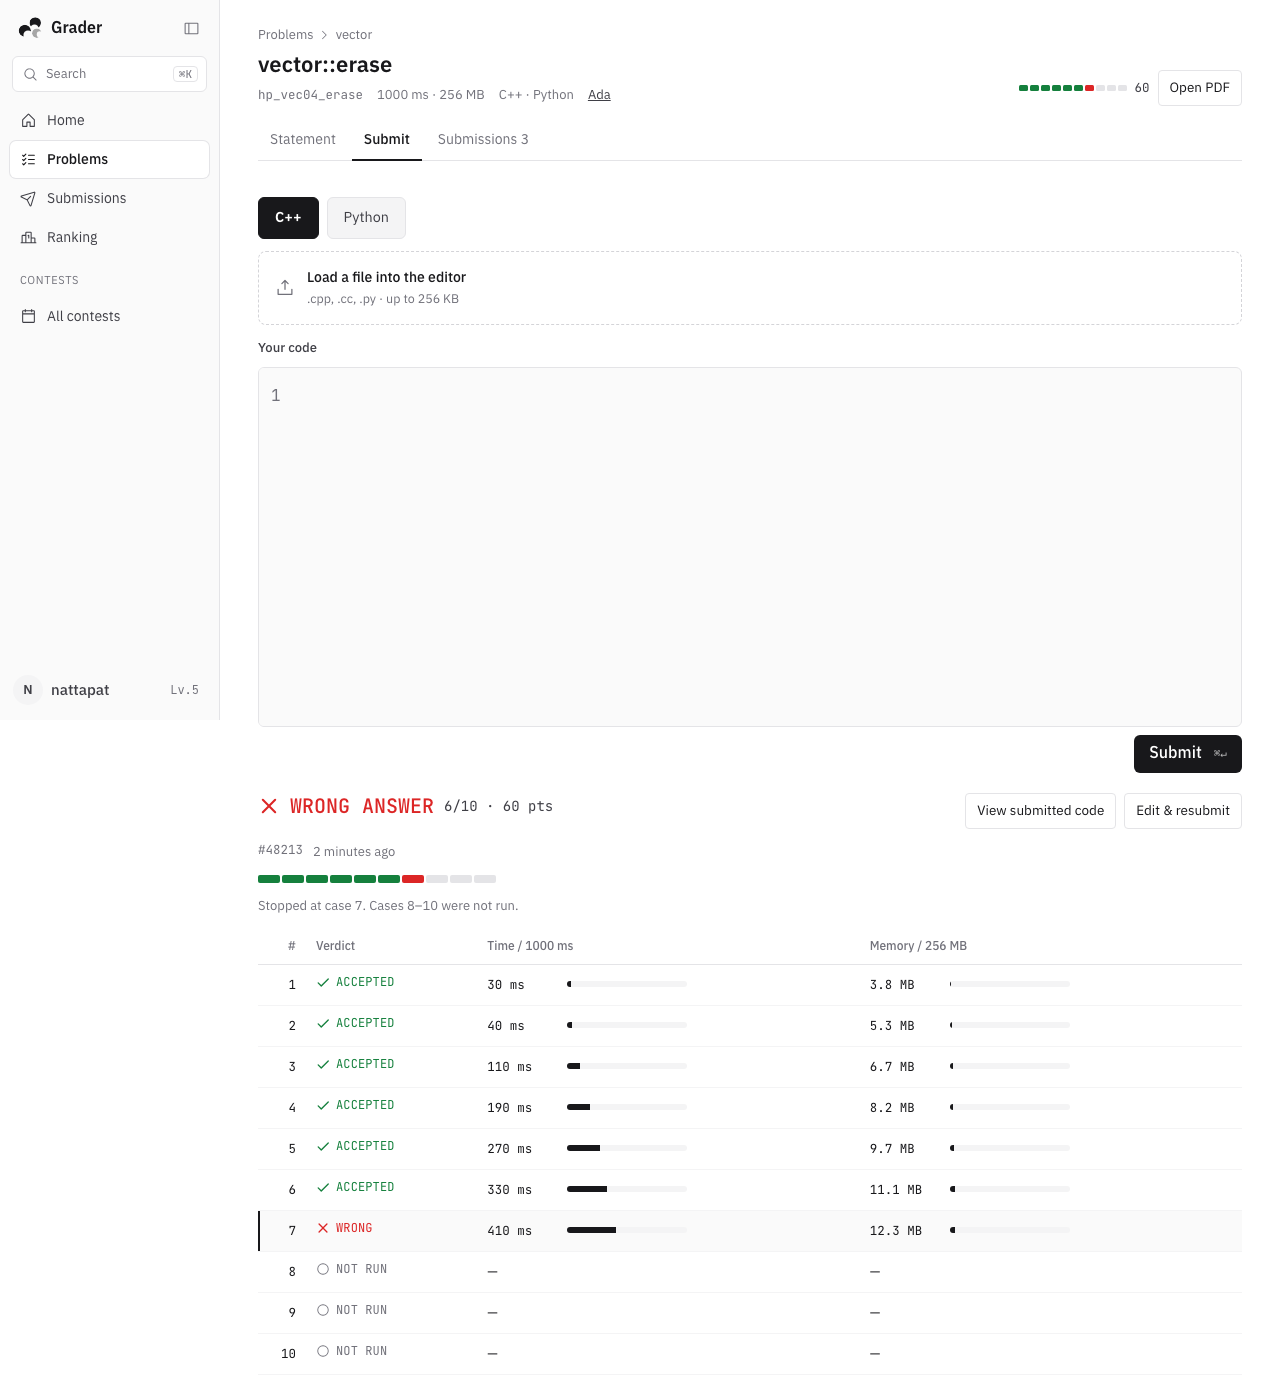 Grader
Search ⌘K
Home
Problems
Submissions
Ranking
CONTESTS
All contests
N nattapat Lv.5
Problems > vector
vector::erase
hp_vec04_erase 1000 ms · 256 MB C++ · Python Ada
60 Open PDF
Statement Submit Submissions 3
C++ Python
Load a file into the editor
.cpp, .cc, .py · up to 256 KB
Your code
1
Submit ⌘↵
WRONG ANSWER 6/10 · 60 pts
View submitted code Edit & resubmit
#48213 2 minutes ago
Stopped at case 7. Cases 8–10 were not run.
# Verdict Time / 1000 ms Memory / 256 MB
1 ACCEPTED 30 ms 3.8 MB
2 ACCEPTED 40 ms 5.3 MB
3 ACCEPTED 110 ms 6.7 MB
4 ACCEPTED 190 ms 8.2 MB
5 ACCEPTED 270 ms 9.7 MB
6 ACCEPTED 330 ms 11.1 MB
7 WRONG 410 ms 12.3 MB
8 NOT RUN — —
9 NOT RUN — —
10 NOT RUN — —